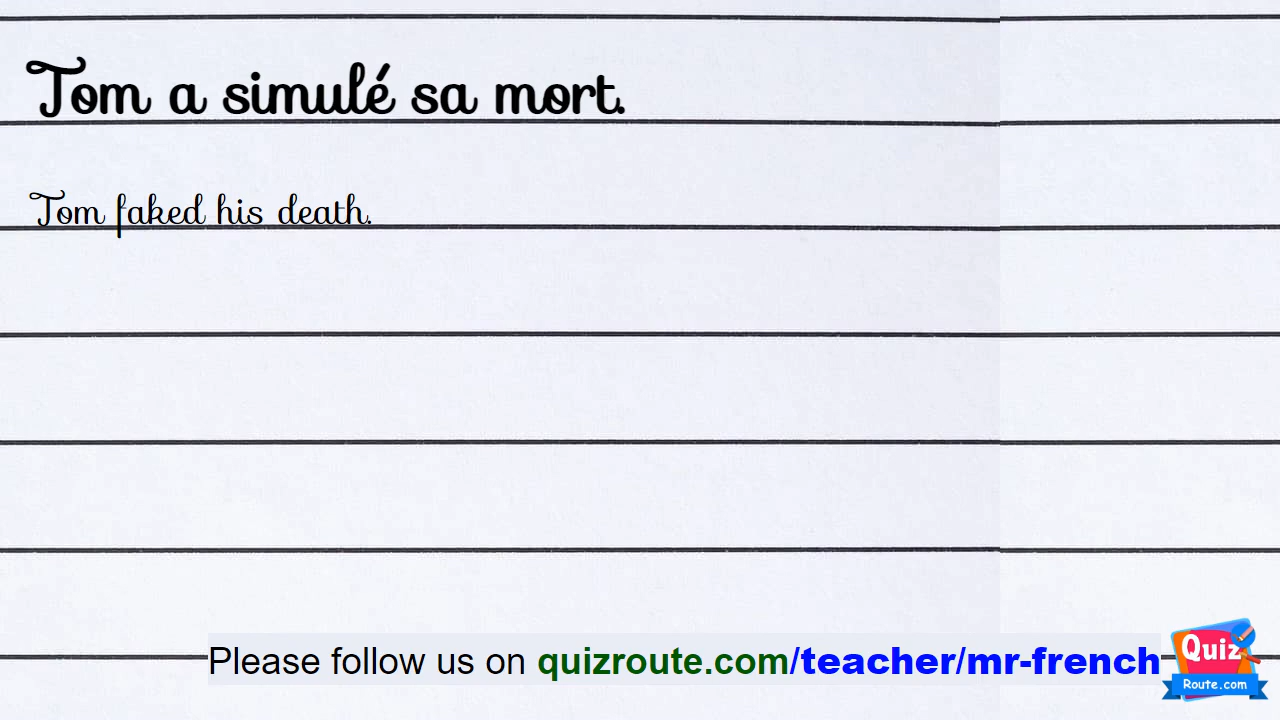 Tom a simulé sa mort.
Tom faked his death.
Please follow us on quizroute.com/teacher/mr-french
Quiz
Route.com